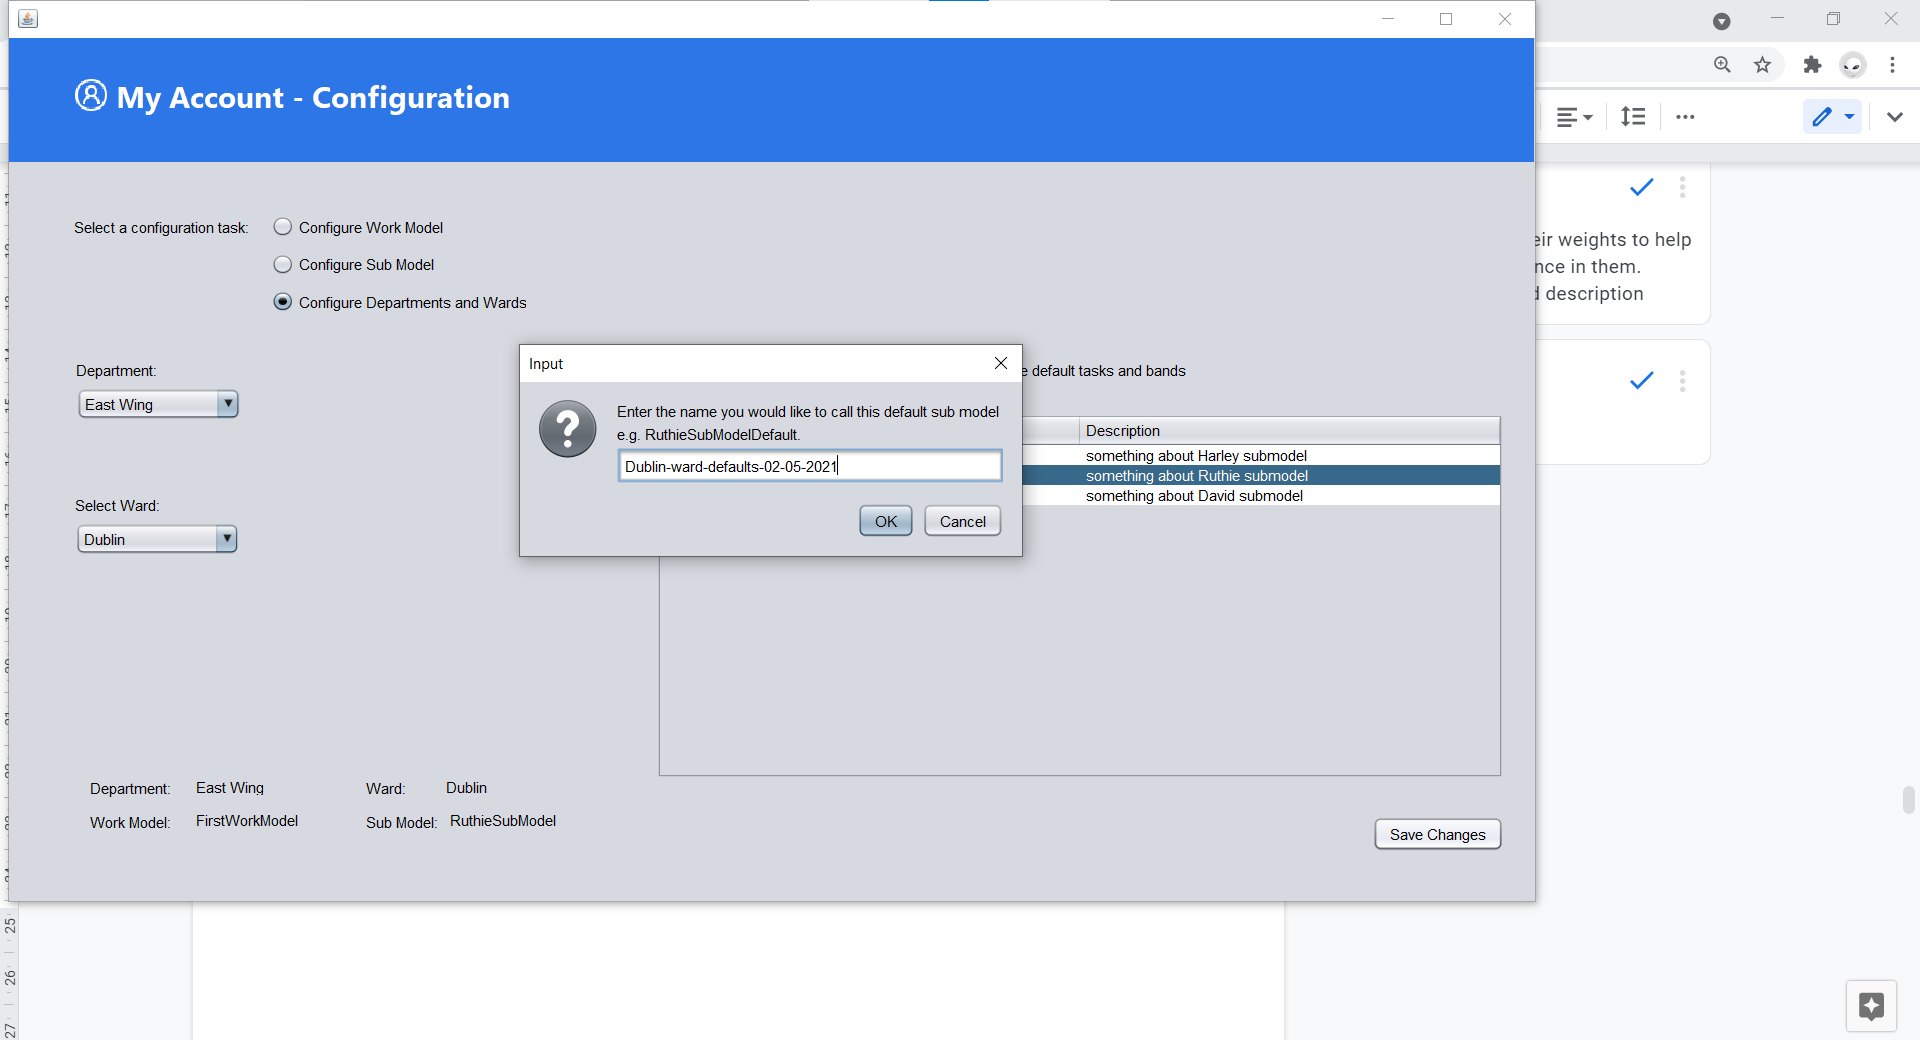 My Account - Configuration
Select a configuration task:
Configure Work Model
Configure Sub Model
Configure Departments and Wards
Department:
East Wing
Select Ward:
Dublin
Input
Enter the name you would like to call this default sub model
e.g. RuthieSubModelDefault.
Dublin-ward-defaults-02-05-2021
OK
Cancel
default tasks and bands
Description
something about Harley submodel
something about Ruthie submodel
something about David submodel
Department: East Wing
Ward: Dublin
Work Model: FirstWorkModel
Sub Model: RuthieSubModel
Save Changes
weights to help
in them.
description
25
26
27